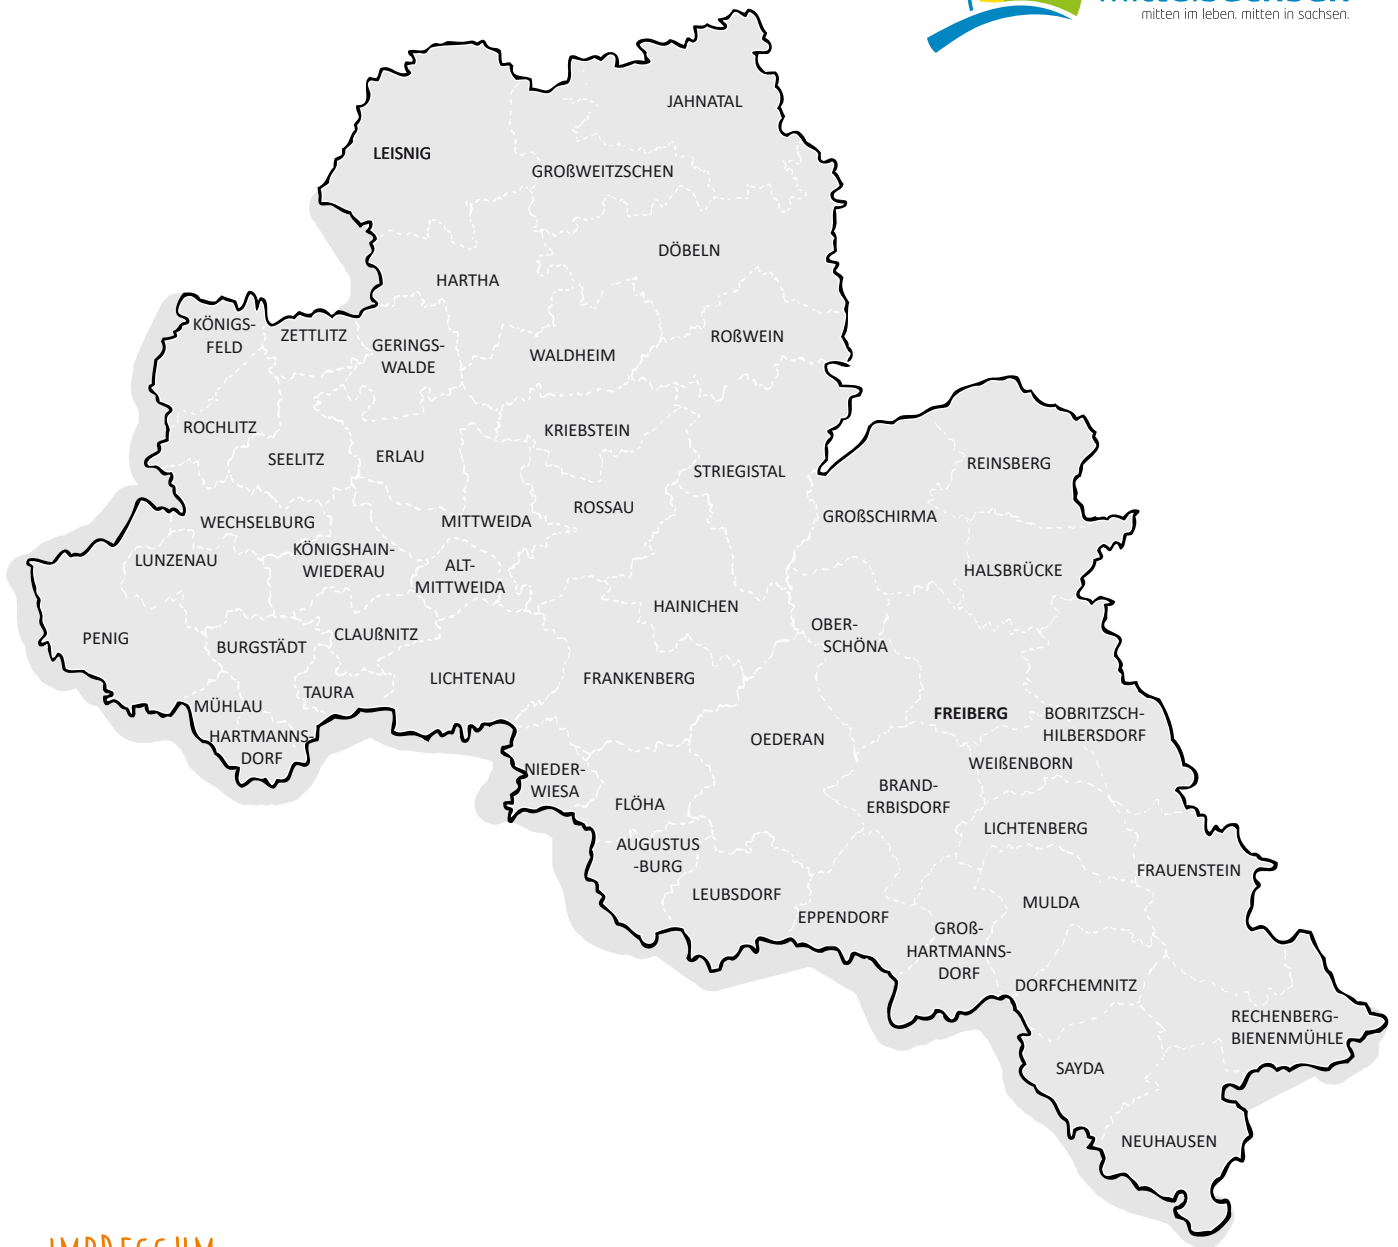 mitten im leben. mitten in sachsen.
JAHNATAL
LEISNIG
GROßWEITZSCHEN
DÖBELN
HARTHA
KÖNIGS-
FELD
ZETTLITZ
GERINGS-
WALDE
WALDHEIM
ROßWEIN
ROCHLITZ
SEELITZ
ERLAU
KRIEBSTEIN
STRIEGISTAL
REINSBERG
WECHSELBURG
MITTWEIDA
ROSSAU
GROßSCHIRMA
LUNZENAU
KÖNIGSHAIN-
WIEDERAU
ALT-
MITTWEIDA
HALSBRÜCKE
HAINICHEN
PENIG
BURGSTÄDT
CLAUßNITZ
OBER-
SCHÖNA
LICHTENAU
FRANKENBERG
TAURA
MÜHLAU
HARTMANNS-
DORF
FREIBERG
BOBRITZSCH-
HILBERSDORF
OEDERAN
WEIßENBORN
NIEDER-
WIESA
FLÖHA
BRAND-
ERBISDORF
LICHTENBERG
AUGUSTUS
-BURG
FRAUENSTEIN
LEUBSDORF
EPPENDORF
MULDA
GROß-
HARTMANNS-
DORF
DORFCHEMNITZ
RECHENBERG-
BIENENMÜHLE
SAYDA
NEUHAUSEN
IMPRESSUM